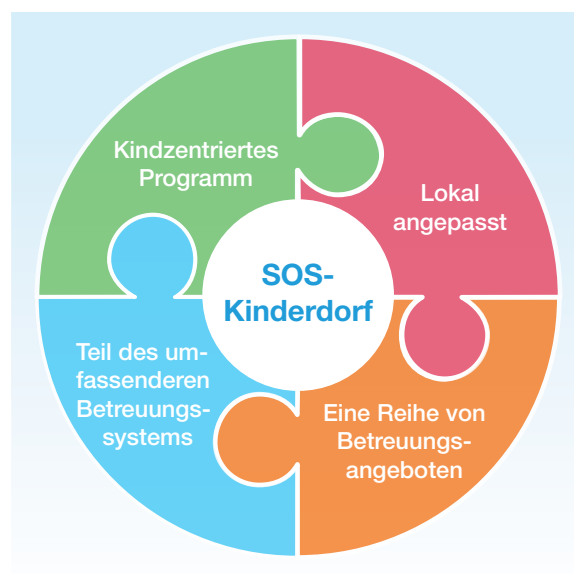 Kindzentriertes
Programm
Lokal
angepasst
SOS-
Kinderdorf
Teil des um-
fassenderen
Betreuungs-
systems
Eine Reihe von
Betreuungs-
angeboten